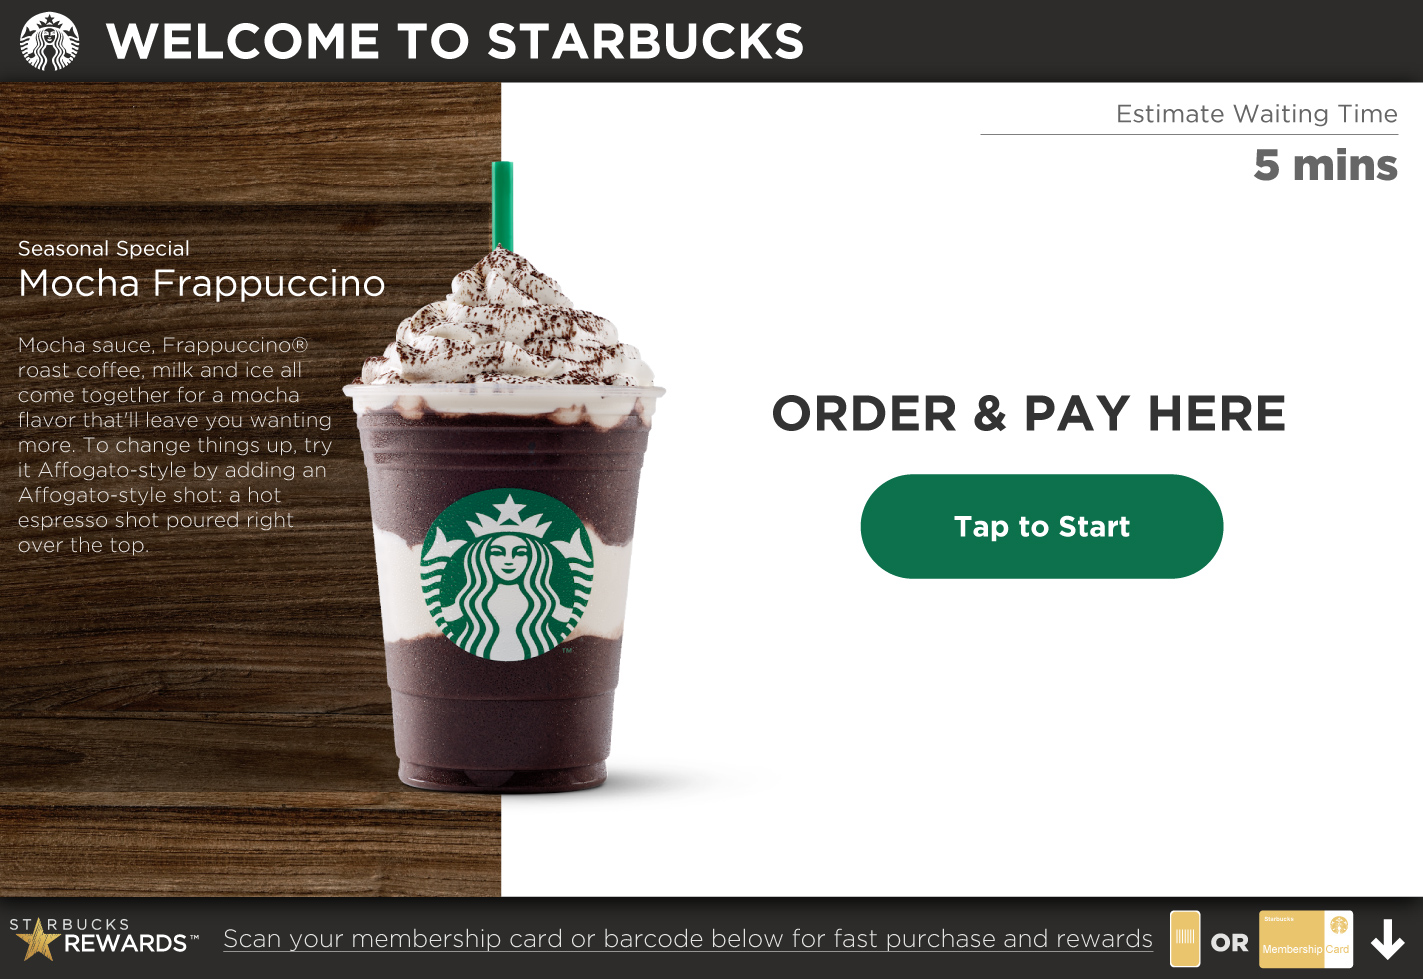 WELCOME TO STARBUCKS
Estimate Waiting Time
5 mins
Seasonal Special
Mocha Frappuccino
Mocha sauce, Frappuccino®
roast coffee, milk and ice all
come together for a mocha
flavor that'll leave you wanting
more. To change things up, try
it Affogato-style by adding an
Affogato-style shot: a hot
espresso shot poured right
over the top.
ORDER & PAY HERE
Tap to Start
TM
STARBUCKS
REWARDS™
Scan your membership card or barcode below for fast purchase and rewards
OR
Starbucks
Membership Card